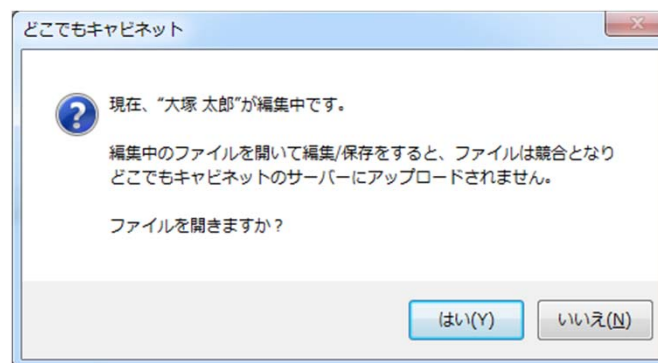 どこでもキャビネット
現在、“大塚 太郎”が編集中です。
編集中のファイルを開いて編集/保存をすると、ファイルは競合となり
どこでもキャビネットのサーバーにアップロードされません。
ファイルを開きますか？
はい(Y)
いいえ(N)